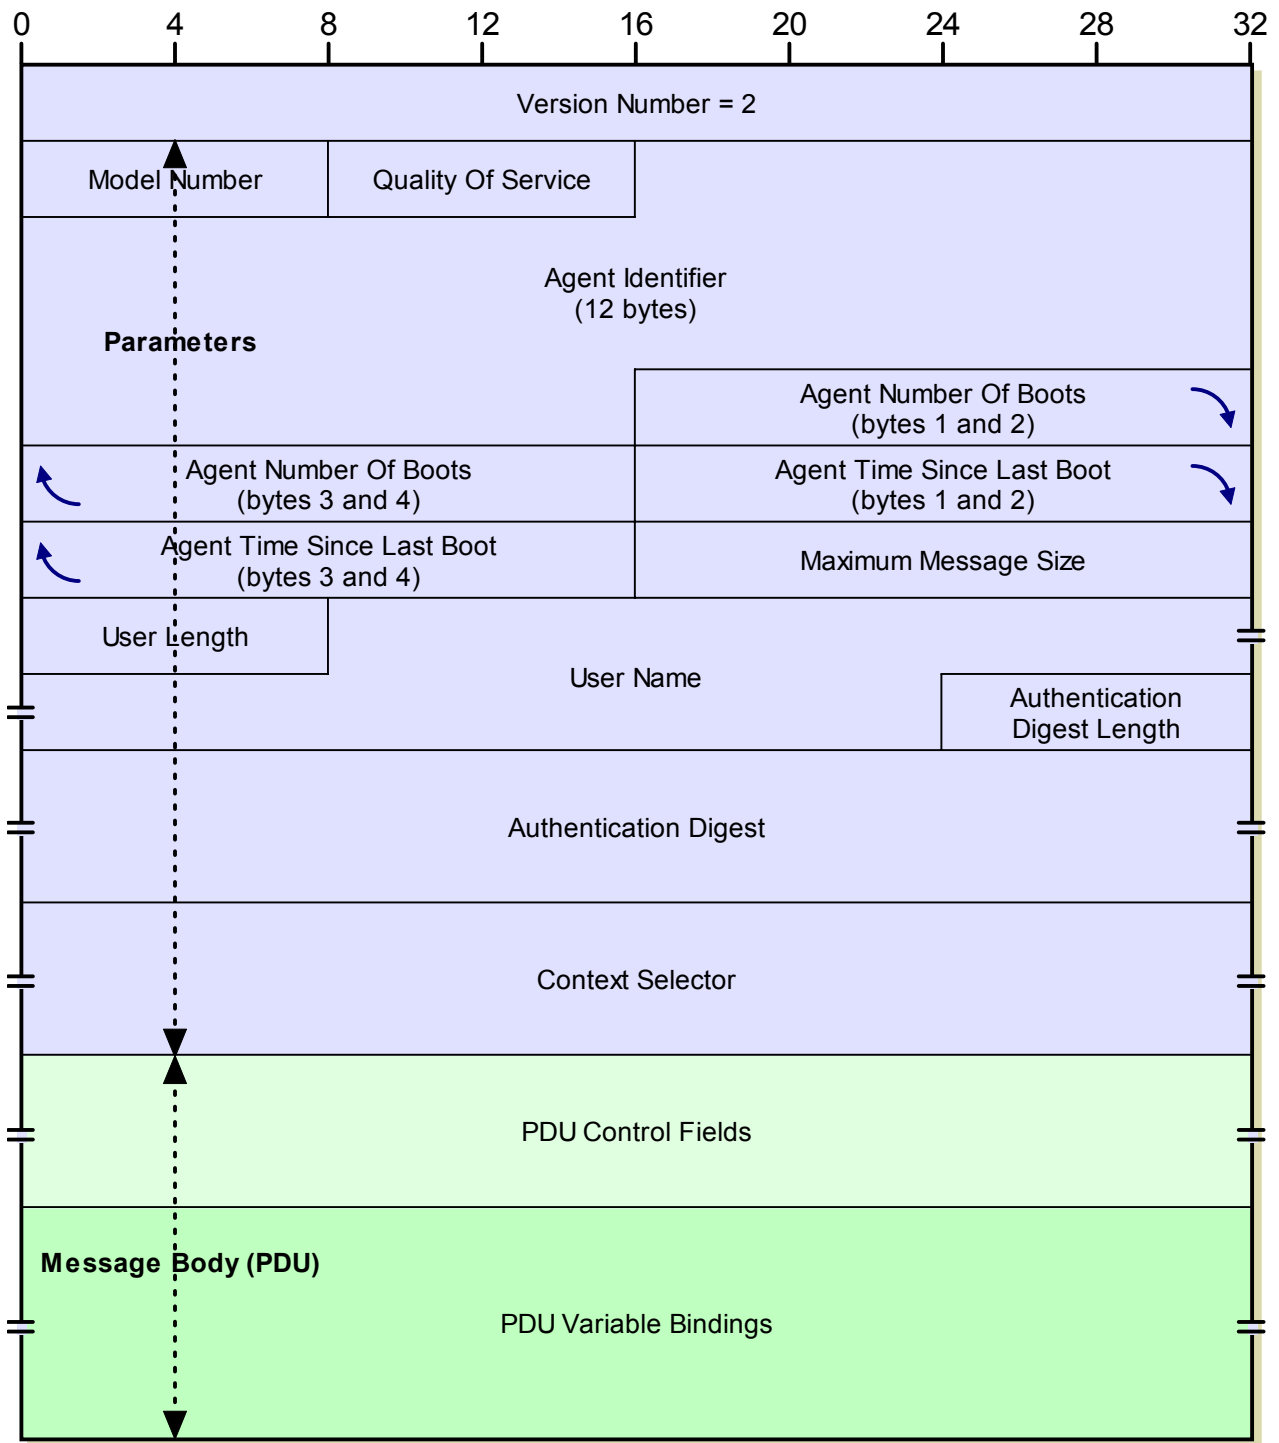 0 4 8 12 16 20 24 28 32
Version Number = 2
Model Number
Quality Of Service
Agent Identifier
(12 bytes)
Parameters
Agent Number Of Boots
(bytes 1 and 2)
Agent Number Of Boots
(bytes 3 and 4)
Agent Time Since Last Boot
(bytes 1 and 2)
Agent Time Since Last Boot
(bytes 3 and 4)
Maximum Message Size
User Length
User Name
Authentication
Digest Length
Authentication Digest
Context Selector
PDU Control Fields
Message Body (PDU)
PDU Variable Bindings